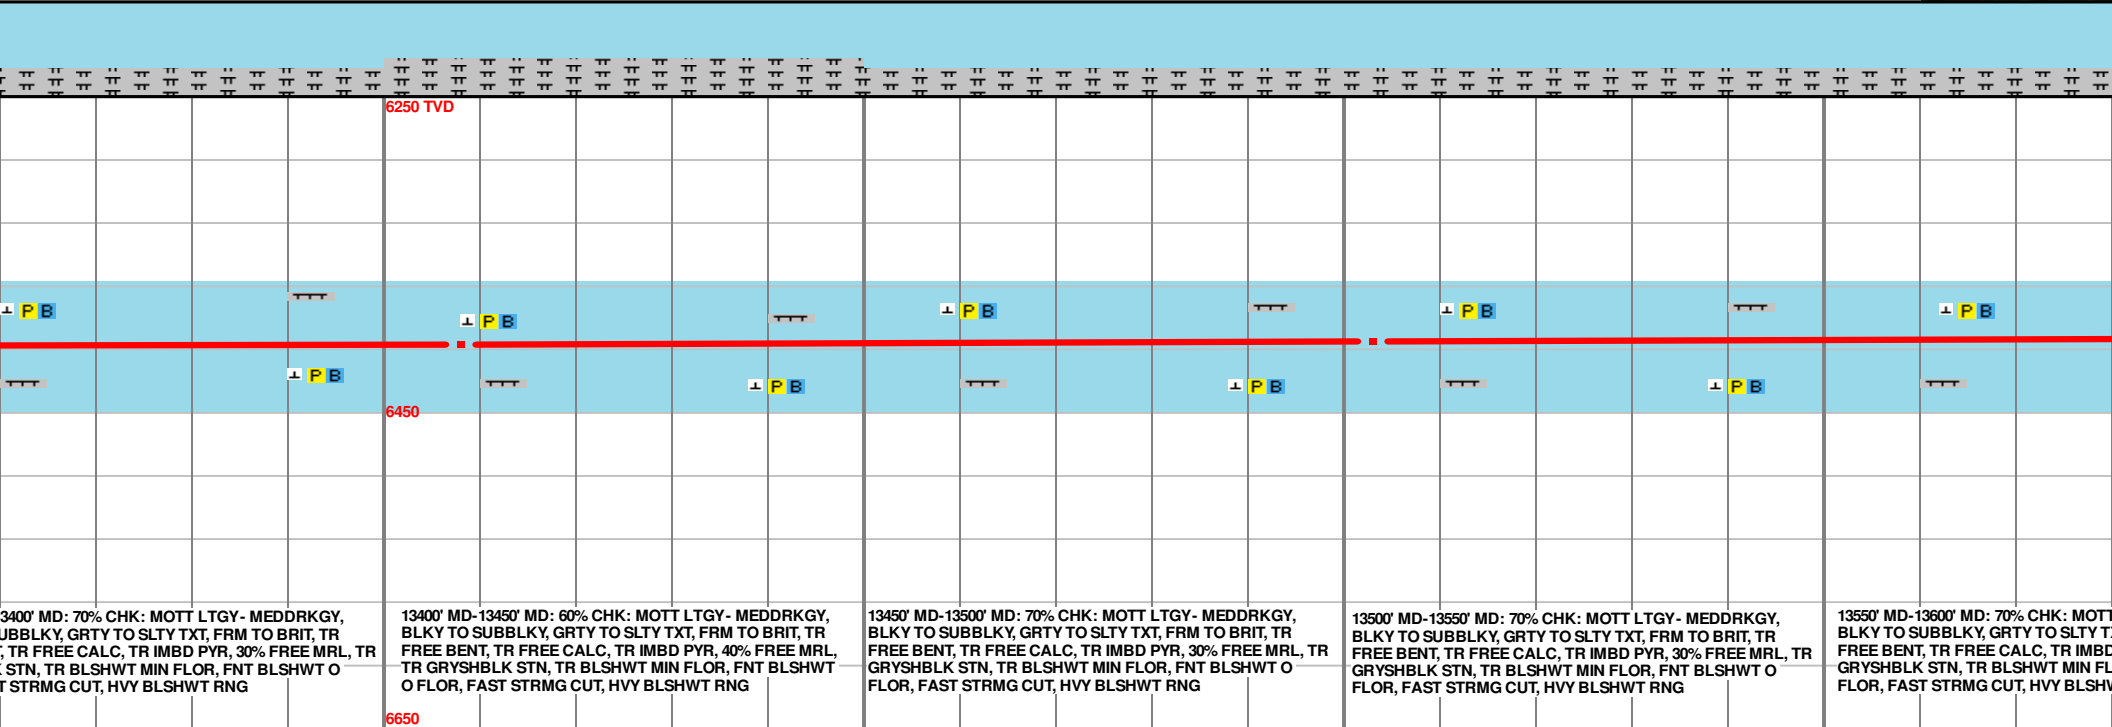 6250 TVD
P B
P B
P B
P B
P B
6450
P B
P B
P B
P B
3400' MD: 70% CHK: MOTT LTGY- MEDDRKGY,
UBBLKY, GRTY TO SLTY TXT, FRM TO BRIT, TR
, TR FREE CALC, TR IMBD PYR, 30% FREE MRL, TR
STN, TR BLSHWT MIN FLOR, FNT BLSHWT O
T STRMG CUT, HVY BLSHWT RNG
13400' MD-13450' MD: 60% CHK: MOTT LTGY- MEDDRKGY,
BLKY TO SUBBLKY, GRTY TO SLTY TXT, FRM TO BRIT, TR
FREE BENT, TR FREE CALC, TR IMBD PYR, 40% FREE MRL,
TR GRYSHBLK STN, TR BLSHWT MIN FLOR, FNT BLSHWT
O FLOR, FAST STRMG CUT, HVY BLSHWT RNG
13450' MD-13500' MD: 70% CHK: MOTT LTGY- MEDDRKGY,
BLKY TO SUBBLKY, GRTY TO SLTY TXT, FRM TO BRIT, TR
FREE BENT, TR FREE CALC, TR IMBD PYR, 30% FREE MRL, TR
GRYSHBLK STN, TR BLSHWT MIN FLOR, FNT BLSHWT O
FLOR, FAST STRMG CUT, HVY BLSHWT RNG
13500' MD-13550' MD: 70% CHK: MOTT LTGY- MEDDRKGY,
BLKY TO SUBBLKY, GRTY TO SLTY TXT, FRM TO BRIT, TR
FREE BENT, TR FREE CALC, TR IMBD PYR, 30% FREE MRL, TR
GRYSHBLK STN, TR BLSHWT MIN FLOR, FNT BLSHWT O
FLOR, FAST STRMG CUT, HVY BLSHWT RNG
13550' MD-13600' MD: 70% CHK: MOTT
BLKY TO SUBBLKY, GRTY TO SLTY T
FREE BENT, TR FREE CALC, TR IMBD
GRYSHBLK STN, TR BLSHWT MIN FL
FLOR, FAST STRMG CUT, HVY BLSHW
6650